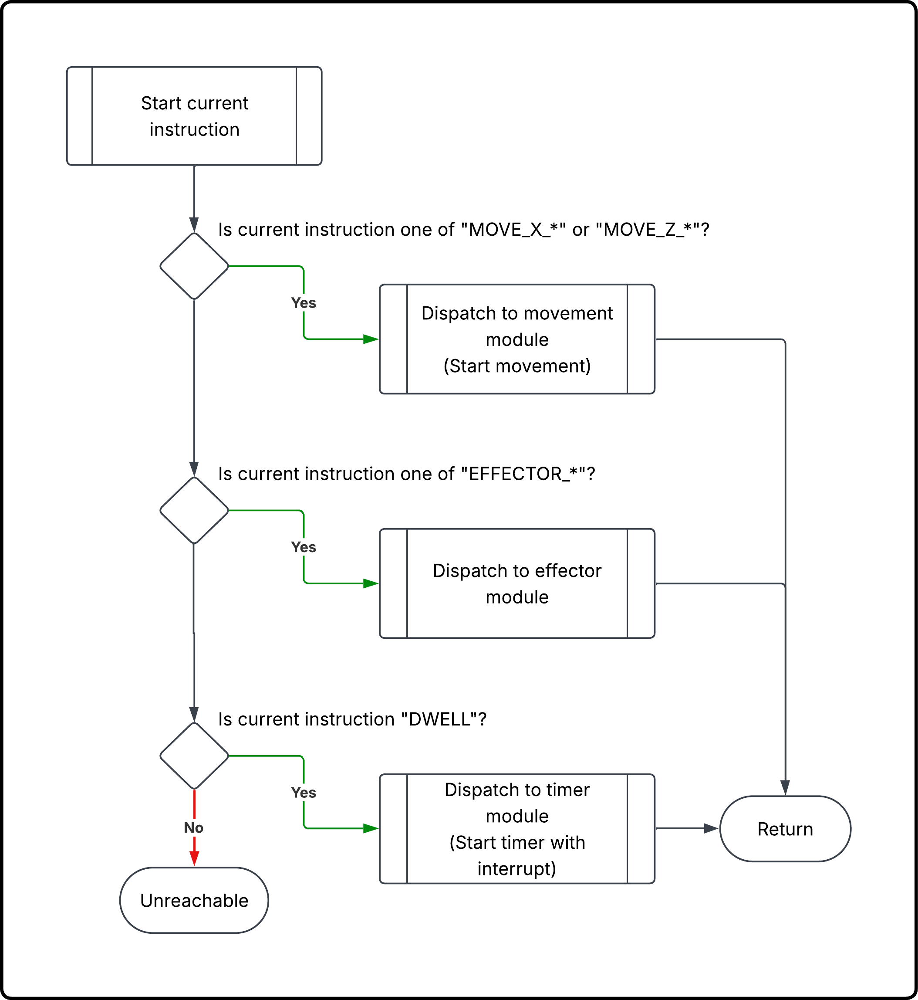 Start current
instruction
Is current instruction one of "MOVE_X_*" or "MOVE_Z_*"?
Yes
Dispatch to movement
module
(Start movement)
Is current instruction one of "EFFECTOR_*"?
Yes
Dispatch to effector
module
Is current instruction "DWELL"?
Yes
Dispatch to timer
module
(Start timer with
interrupt)
Return
No
Unreachable